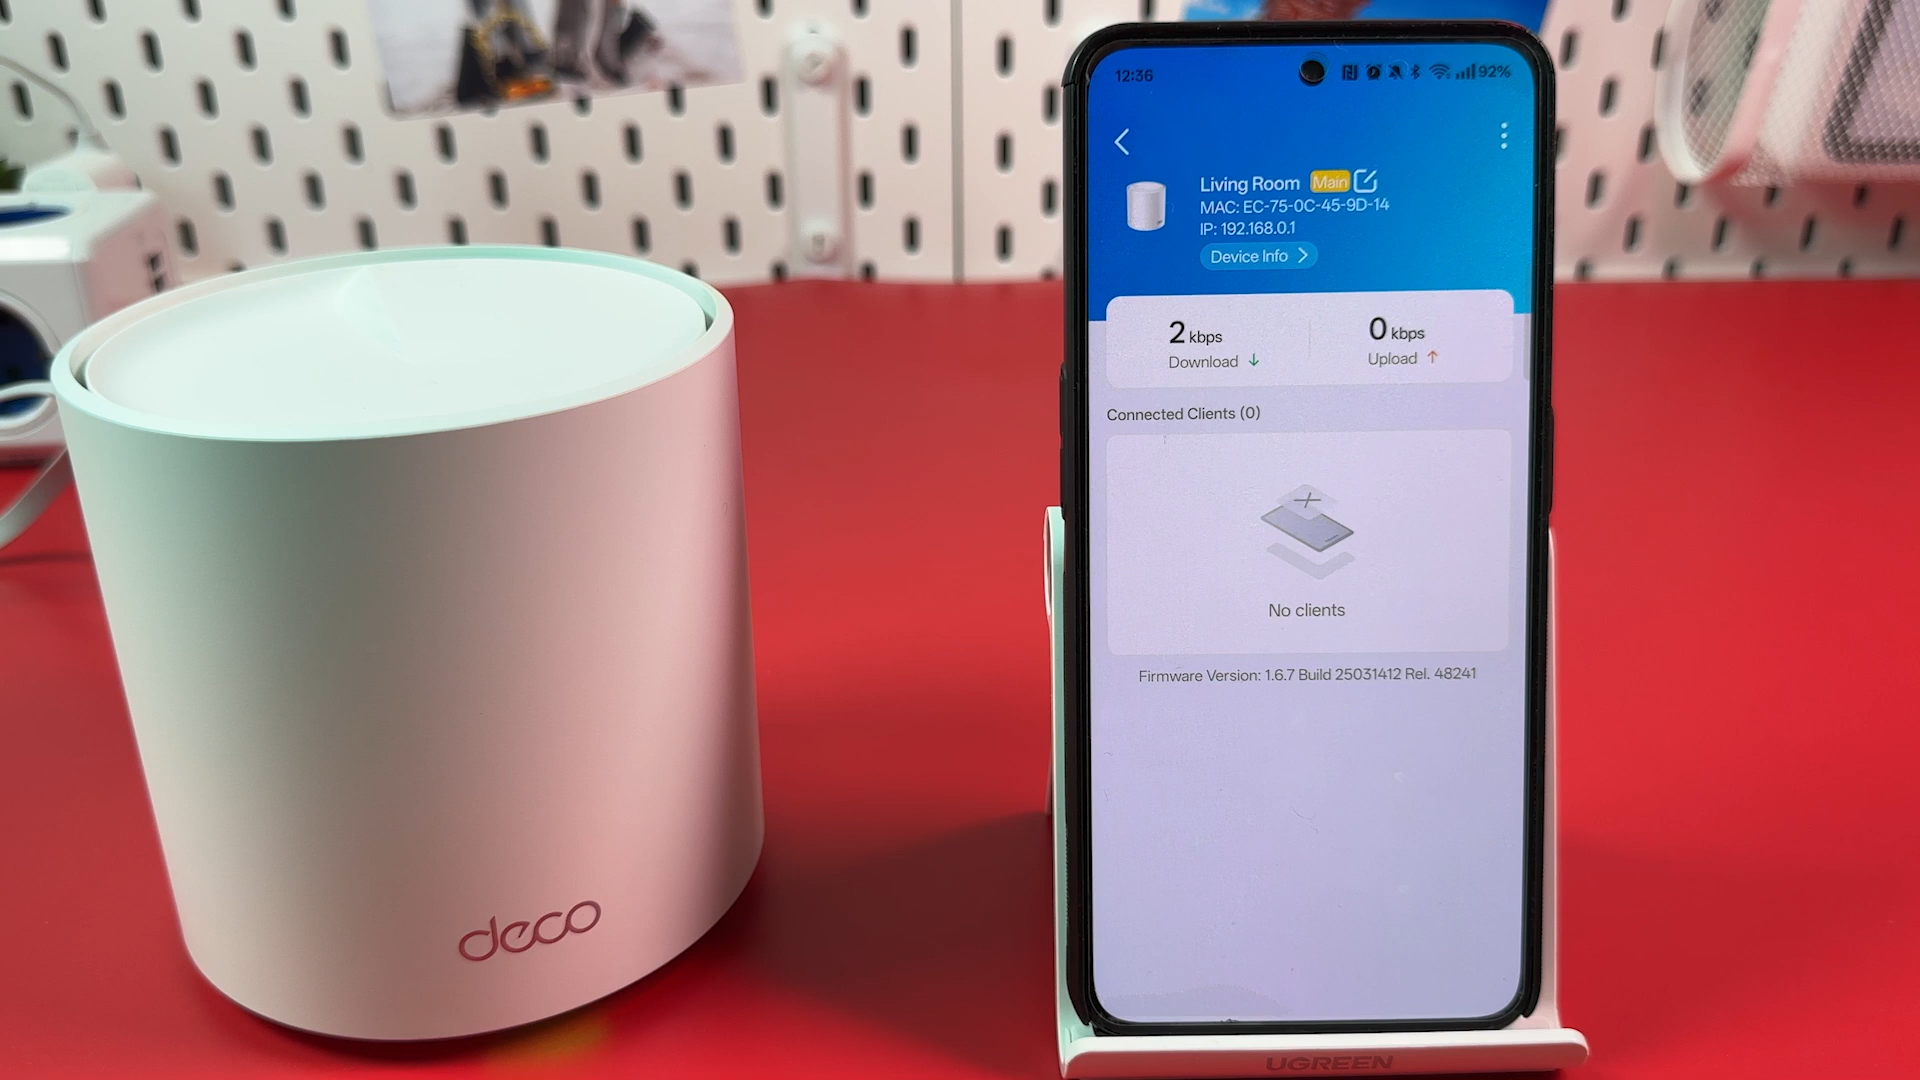 deco
12:36
92%
Living Room Main
MAC: EC-75-0C-45-9D-14
IP: 192.168.0.1
Device Info
2 kbps
Download
0 kbps
Upload
Connected Clients (0)
No clients
Firmware Version: 1.6.7 Build 25031412 Rel. 48241
UGREEN